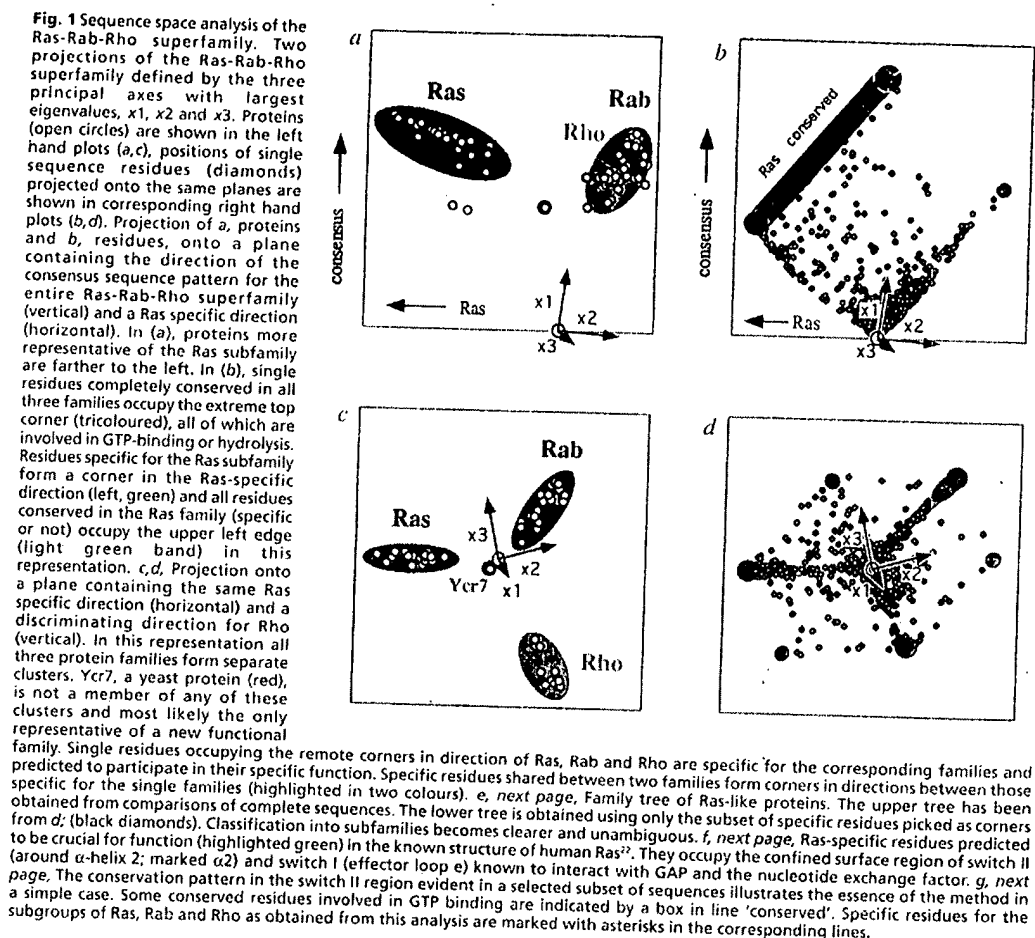 Fig. 1 Sequence space analysis of the
Ras-Rab-Rho superfamily. Two
projections of the Ras-Rab-Rho
superfamily defined by the three
principal axes with largest
eigenvalues, x1, x2 and x3. Proteins
(open circles) are shown in the left
hand plots (a,c), positions of single
sequence residues (diamonds)
projected onto the same planes are
shown in corresponding right hand
plots (b,d). Projection of a, proteins
and b, residues, onto a plane
containing the direction of the
consensus sequence pattern for the
entire Ras-Rab-Rho superfamily
(vertical) and a Ras specific direction
(horizontal). In (a), proteins more
representative of the Ras subfamily
are farther to the left. In (b), single
residues completely conserved in all
three families occupy the extreme top
corner (tricoloured), all of which are
involved in GTP-binding or hydrolysis.
Residues specific for the Ras subfamily
form a corner in the Ras-specific
direction (left, green) and all residues
conserved in the Ras family (specific
or not) occupy the upper left edge
(light green band) in this
representation. c,d, Projection onto
a plane containing the same Ras
specific direction (horizontal) and a
discriminating direction for Rho
(vertical). In this representation all
three protein families form separate
clusters. Ycr7, a yeast protein (red),
is not a member of any of these
clusters and most likely the only
representative of a new functional
family. Single residues occupying the remote corners in direction of Ras, Rab and Rho are specific for the corresponding families and
predicted to participate in their specific function. Specific residues shared between two families form corners in directions between those
specific for the single families (highlighted in two colours). e, next page, Family tree of Ras-like proteins. The upper tree has been
obtained from comparisons of complete sequences. The lower tree is obtained using only the subset of specific residues picked as corners
from d; (black diamonds). Classification into subfamilies becomes clearer and unambiguous. f, next page, Ras-specific residues predicted
to be crucial for function (highlighted green) in the known structure of human Ras²². They occupy the confined surface region of switch II
(around α-helix 2; marked α2) and switch I (effector loop e) known to interact with GAP and the nucleotide exchange factor. g, next
page, The conservation pattern in the switch II region evident in a selected subset of sequences illustrates the essence of the method in
a simple case. Some conserved residues involved in GTP binding are indicated by a box in line 'conserved'. Specific residues for the
subgroups of Ras, Rab and Rho as obtained from this analysis are marked with asterisks in the corresponding lines.
a
Ras
Rab
Rho
consensus
Ras
x1
x2
x3
b
Ras conserved
consensus
Ras
x1
x2
x3
c
Rab
Ras
x3
x2
Ycr7
x1
Rho
d
x3
x2
x1